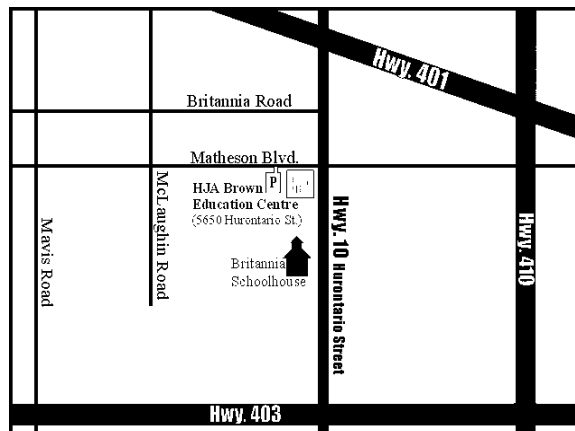 Hwy. 401
Britannia Road
Matheson Blvd.
HJA Brown
P
Education Centre
(5650 Hurontario St.)
McLaughin Road
Mavis Road
Hwy. 10 Hurontario Street
Hwy. 410
Britannia
Schoolhouse
Hwy. 403